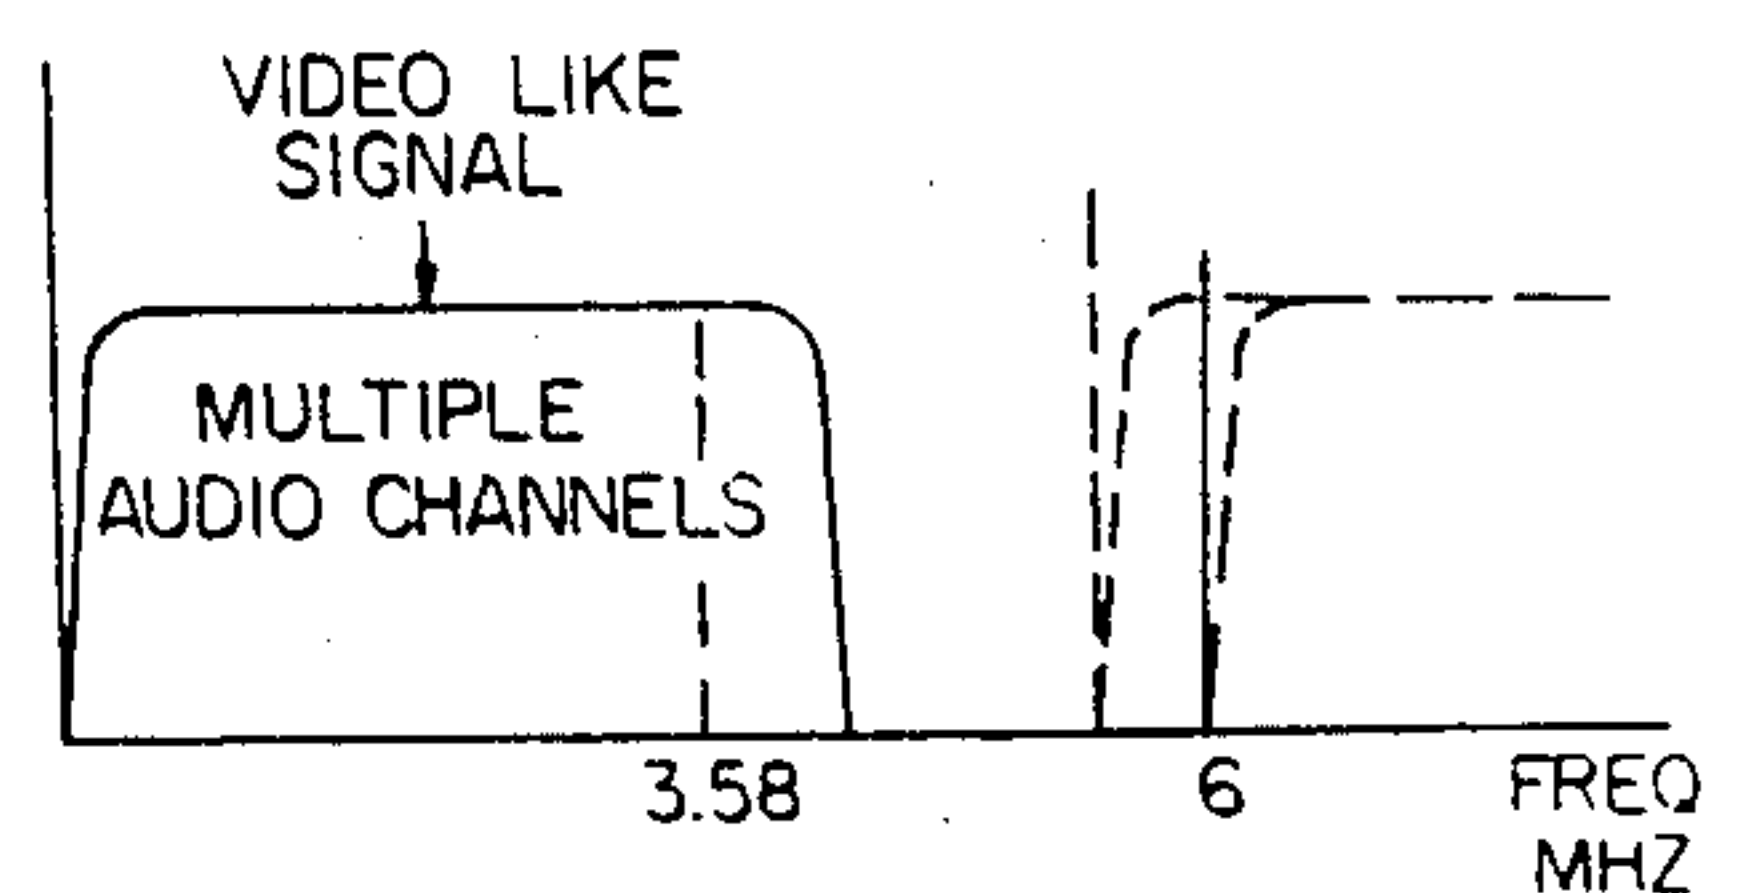 VIDEO LIKE
SIGNAL
MULTIPLE
AUDIO CHANNELS
3.58
6
FREQ
MHZ